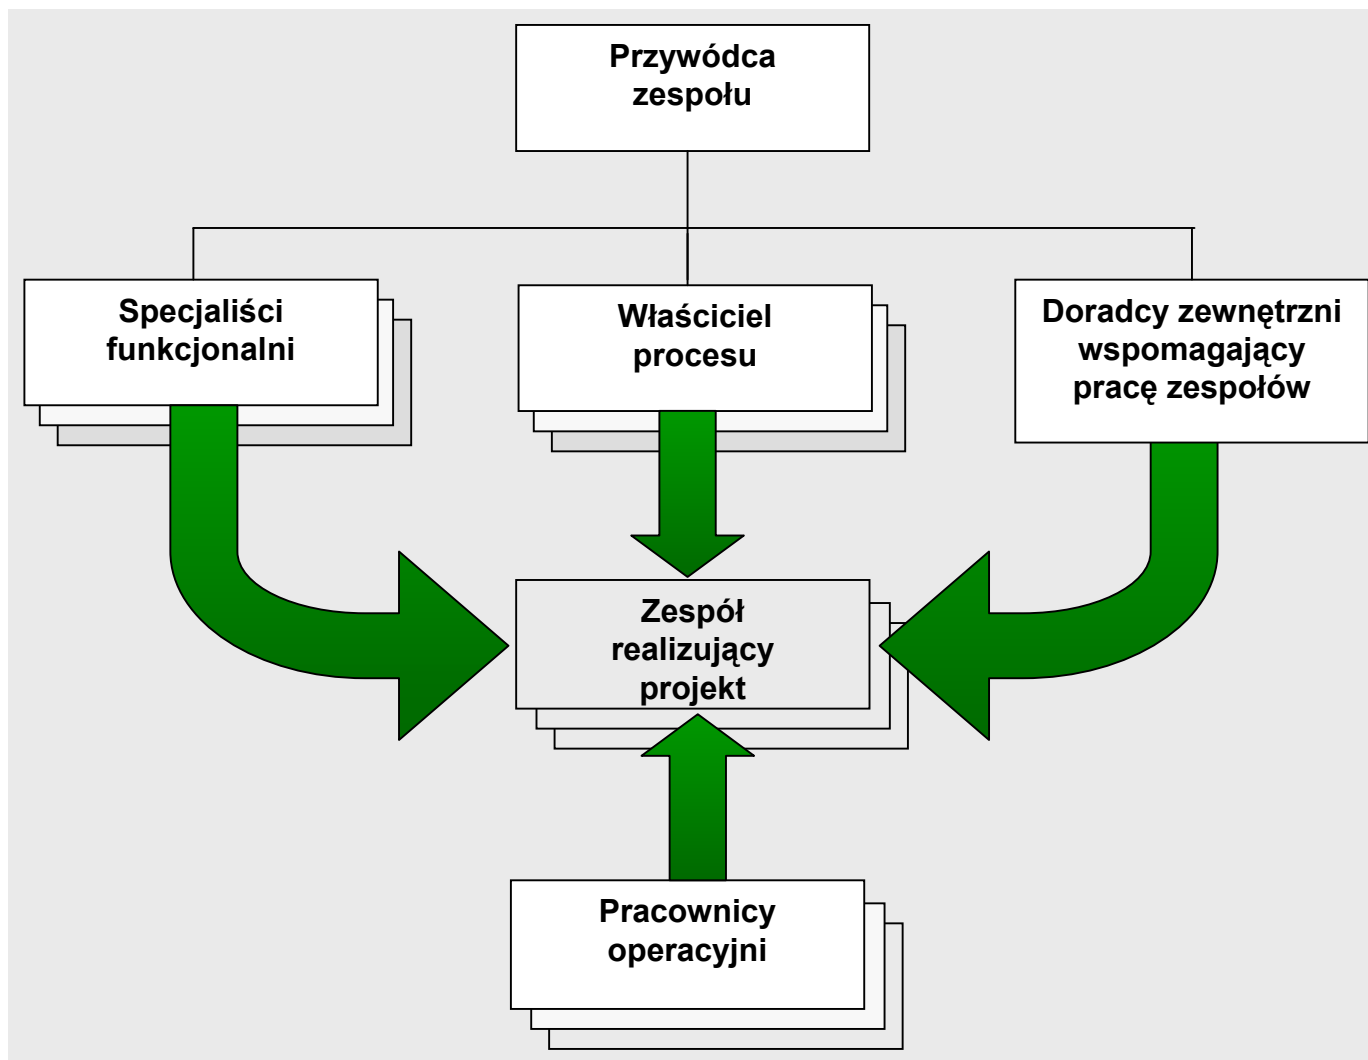 Przywódca
zespołu
Specjaliści
funkcjonalni
Właściciel
procesu
Doradcy zewnętrzni
wspomagający
pracę zespołów
Zespół
realizujący
projekt
Pracownicy
operacyjni